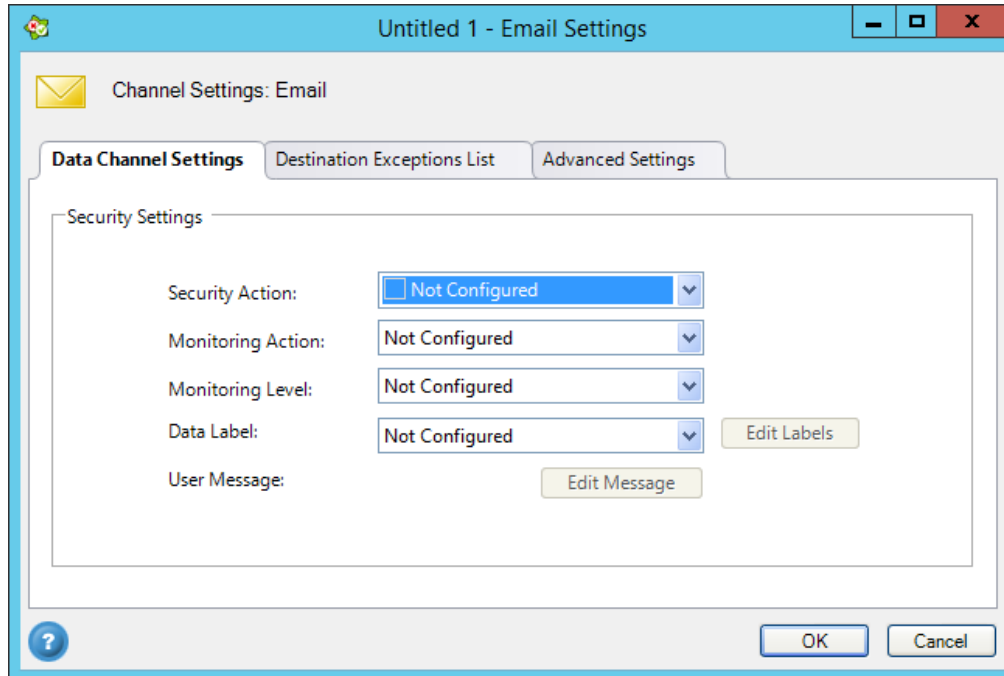 Untitled 1 - Email Settings
Channel Settings: Email
Data Channel Settings Destination Exceptions List Advanced Settings
Security Settings
Security Action: Not Configured
Monitoring Action: Not Configured
Monitoring Level: Not Configured
Data Label: Not Configured Edit Labels
User Message: Edit Message
? OK Cancel